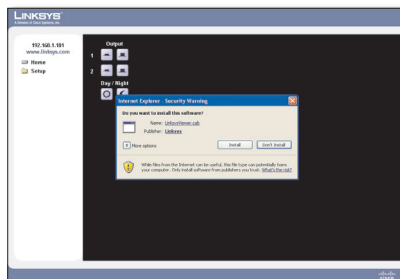 LINKSYS®
A Division of Cisco Systems, Inc.
192.168.1.101
www.linksys.com
Home
Setup
Output
1
2
Day / Night
Internet Explorer - Security Warning
Do you want to install this software?
Name: LinksysViewer.cab
Publisher: Linksys
More options
Install
Don't Install
While files from the Internet can be useful, this file type can potentially harm
your computer. Only install software from publishers you trust. What's the risk?
CISCO